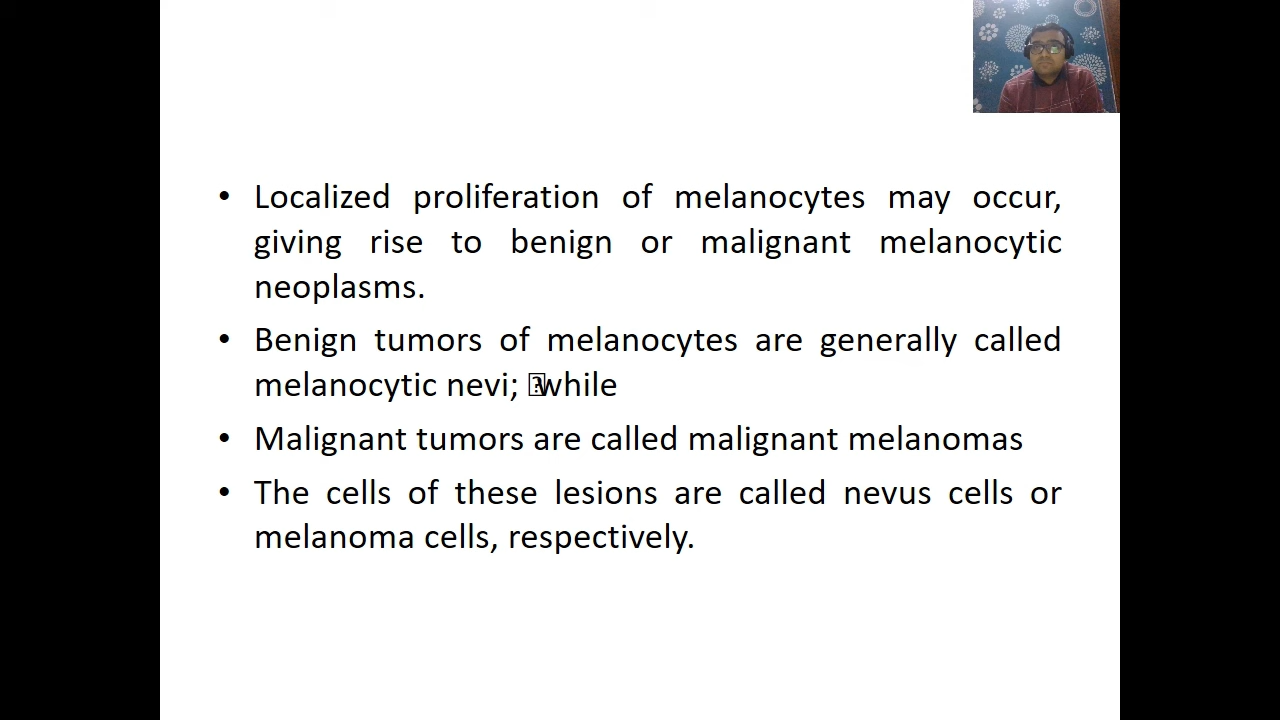 • Localized proliferation of melanocytes may occur,
giving rise to benign or malignant melanocytic
neoplasms.
• Benign tumors of melanocytes are generally called
melanocytic nevi; while
• Malignant tumors are called malignant melanomas
• The cells of these lesions are called nevus cells or
melanoma cells, respectively.